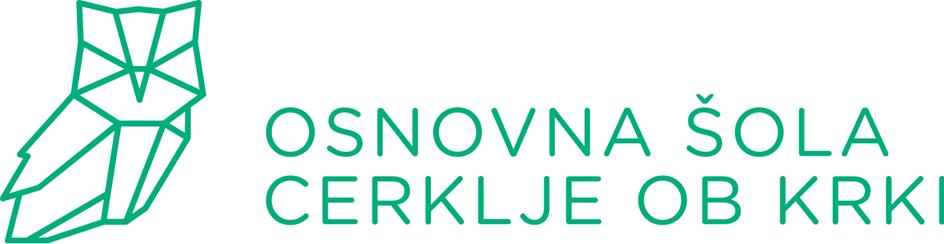 OSNOVNA ŠOLA
CERKLJE OB KRKI